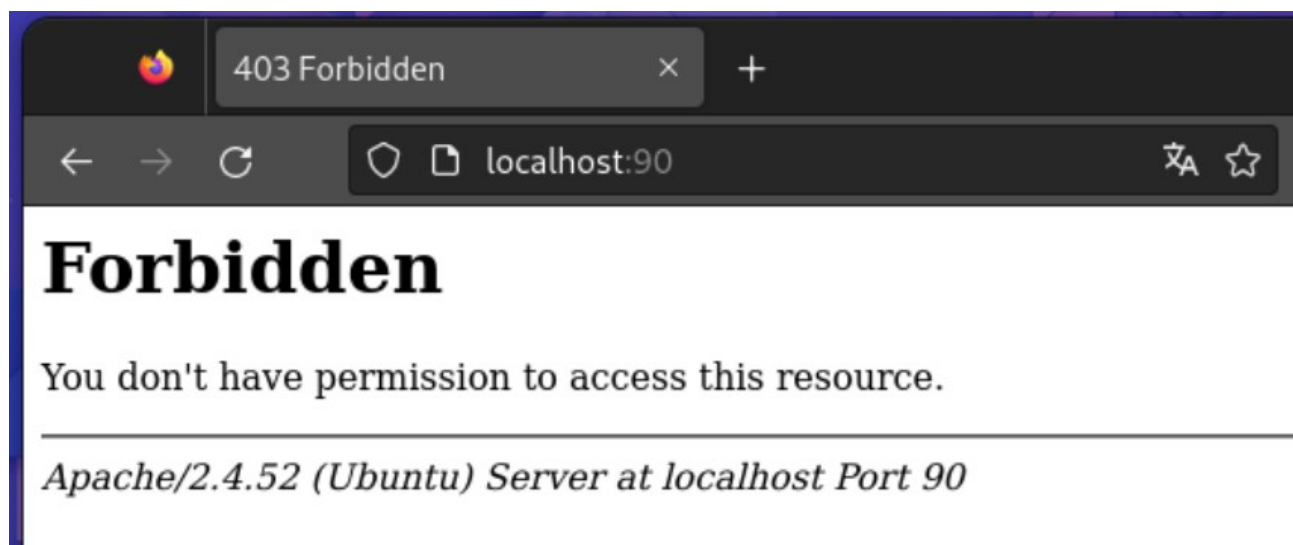 403 Forbidden
localhost:90
Forbidden
You don't have permission to access this resource.
Apache/2.4.52 (Ubuntu) Server at localhost Port 90